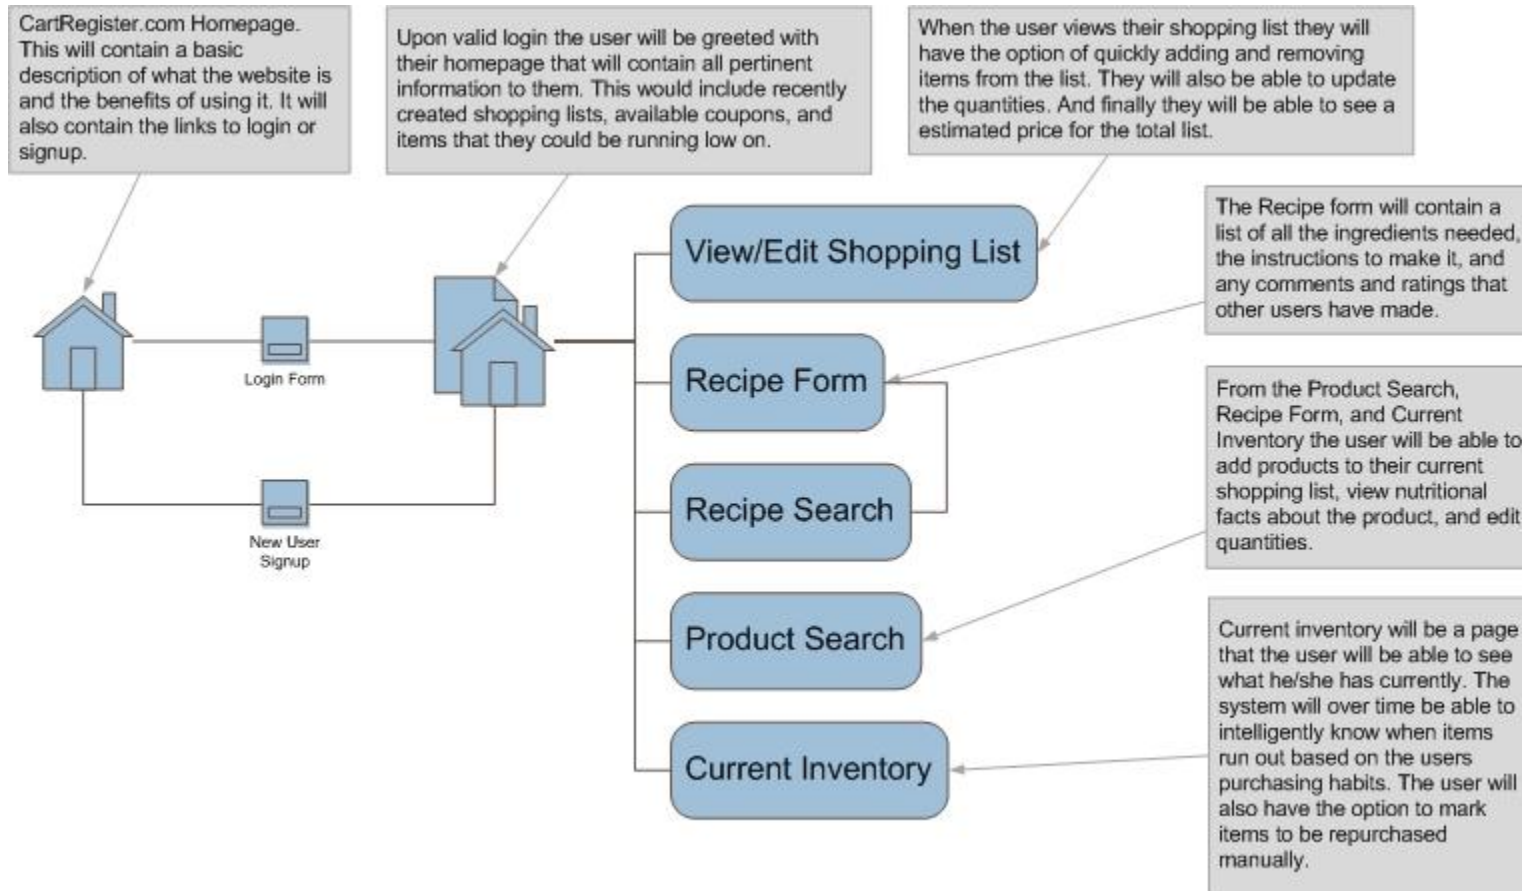 CartRegister.com Homepage.
This will contain a basic
description of what the website is
and the benefits of using it. It will
also contain the links to login or
signup.
Upon valid login the user will be greeted with
their homepage that will contain all pertinent
information to them. This would include recently
created shopping lists, available coupons, and
items that they could be running low on.
When the user views their shopping list they will
have the option of quickly adding and removing
items from the list. They will also be able to update
the quantities. And finally they will be able to see a
estimated price for the total list.
View/Edit Shopping List
The Recipe form will contain a
list of all the ingredients needed,
the instructions to make it, and
any comments and ratings that
other users have made.
Login Form
Recipe Form
From the Product Search,
Recipe Form, and Current
Inventory the user will be able to
add products to their current
shopping list, view nutritional
facts about the product, and edit
quantities.
Recipe Search
New User
Signup
Product Search
Current inventory will be a page
that the user will be able to see
what he/she has currently. The
system will over time be able to
intelligently know when items
run out based on the users
purchasing habits. The user will
also have the option to mark
items to be repurchased
manually.
Current Inventory